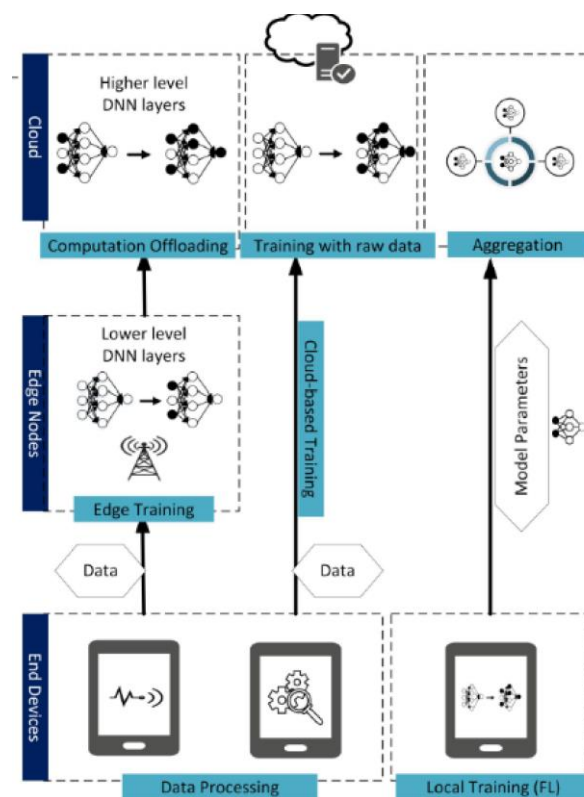 Cloud
Higher level
DNN layers
Computation Offloading
Training with raw data
Aggregation
Edge Nodes
Lower level
DNN layers
Edge Training
Cloud-based Training
Model Parameters
Data
Data
End Devices
Data Processing
Local Training (FL)